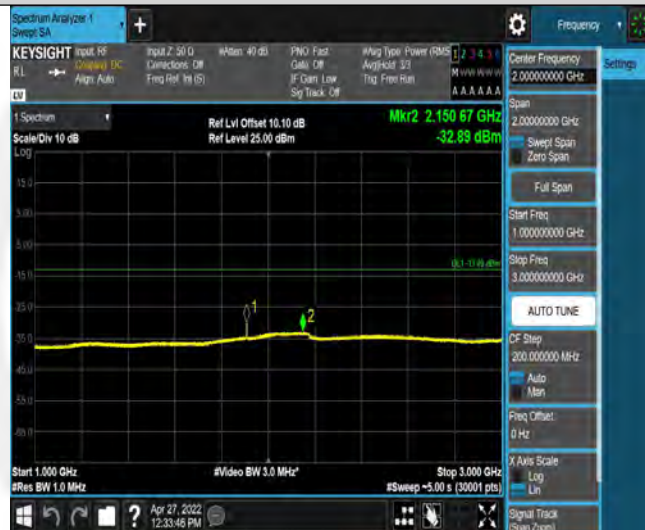 Spectrum Analyzer 1
Swept SA
+
Frequency
KEYSIGHT
R L
Input: RF
Coupling: DC
Align: Auto
Input Z: 50 Ω
Corrections: Off
Freq Ref: Int (S)
#Atten: 40 dB
PNO: Fast
Gate: Off
IF Gain: Low
Sig Track: Off
#Avg Type: Power (RMS
Avg|Hold: 3/3
Trig: Free Run
1 2 3 4 5 6
M W W W W W
A A A A A A
LV
Settings
1 Spectrum
Scale/Div 10 dB
Log
Ref Lvl Offset 10.10 dB
Ref Level 25.00 dBm
Mkr2 2.150 67 GHz
-32.89 dBm
15.0
5.00
-5.00
-15.0
-25.0
-35.0
-45.0
-55.0
-65.0
1
2
Start 1.000 GHz
#Res BW 1.0 MHz
#Video BW 3.0 MHz*
Stop 3.000 GHz
#Sweep ~5.00 s (30001 pts)
Center Frequency
2.000000000 GHz
Span
2.00000000 GHz
Swept Span
Zero Span
Full Span
Start Freq
1.000000000 GHz
Stop Freq
3.000000000 GHz
AUTO TUNE
CF Step
200.000000 MHz
Auto
Man
Freq Offset
0 Hz
X Axis Scale
Log
Lin
Signal Track
(Span Zoom)
?
Apr 27, 2022
12:33:46 PM